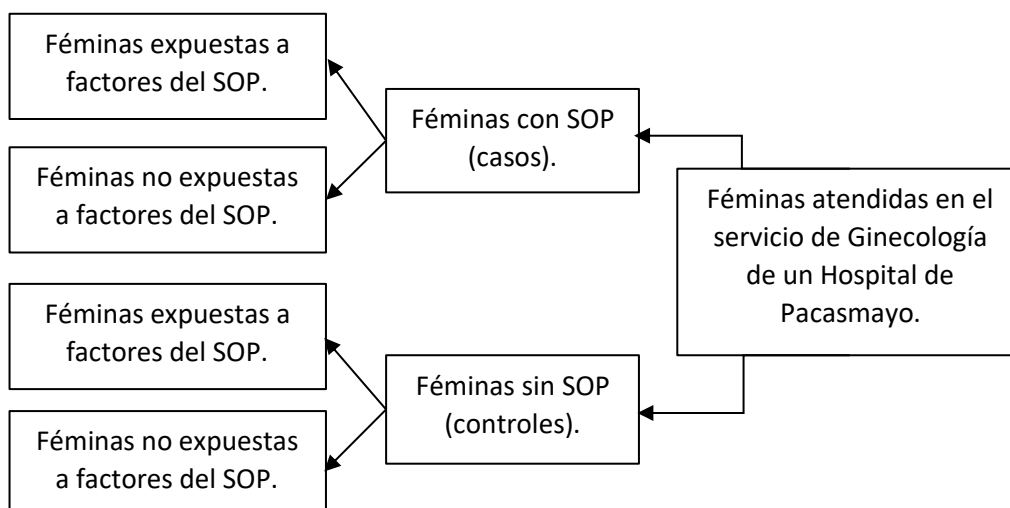 Féminas expuestas a
factores del SOP.
Féminas no expuestas
a factores del SOP.
Féminas con SOP
(casos).
Féminas atendidas en el
servicio de Ginecología
de un Hospital de
Pacasmayo.
Féminas expuestas a
factores del SOP.
Féminas no expuestas
a factores del SOP.
Féminas sin SOP
(controles).